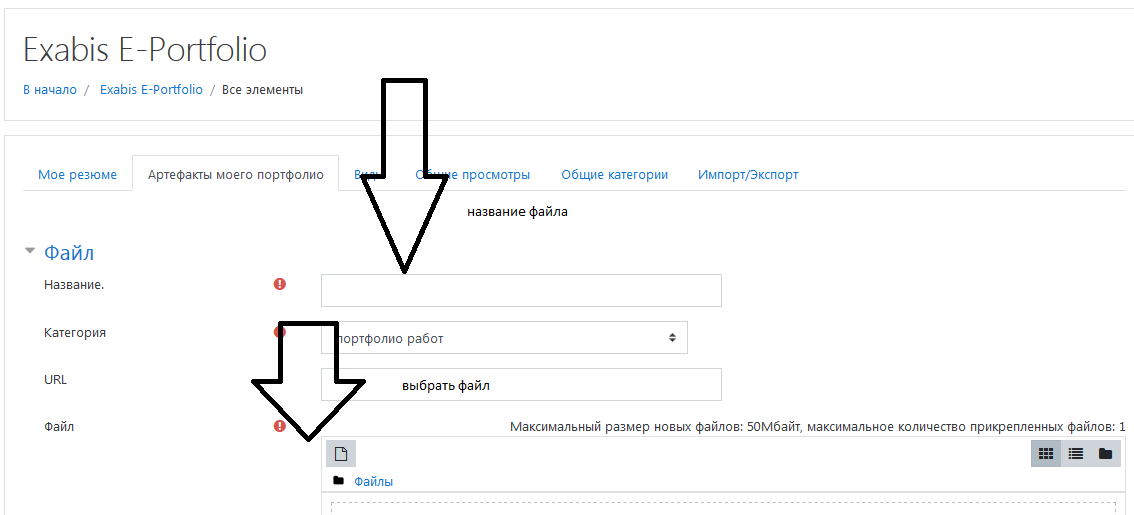 Exabis E-Portfolio
В начало / Exabis E-Portfolio / Все элементы
Мое резюме Артефакты моего портфолио Общие просмотры Общие категории Импорт/Экспорт
название файла
Файл
Название.
Категория портфолио работ
URL выбрать файл
Файл Максимальный размер новых файлов: 50Мбайт, максимальное количество прикрепленных файлов: 1
Файлы